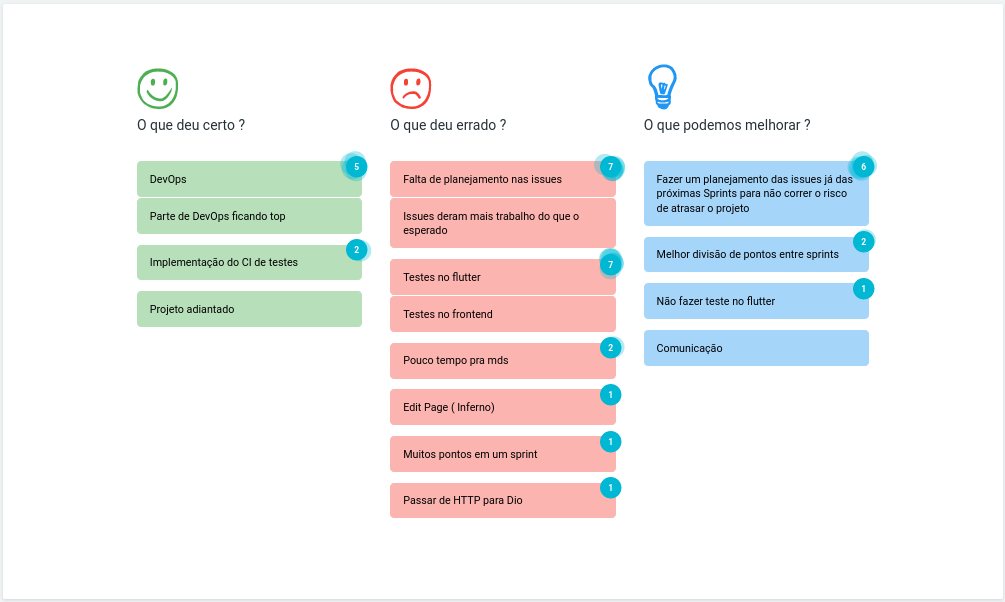 O que deu certo ?
5
DevOps
Parte de DevOps ficando top
2
Implementação do CI de testes
Projeto adiantado
O que deu errado ?
7
Falta de planejamento nas issues
Issues deram mais trabalho do que o
esperado
7
Testes no flutter
Testes no frontend
2
Pouco tempo pra mds
1
Edit Page ( Inferno)
1
Muitos pontos em um sprint
1
Passar de HTTP para Dio
O que podemos melhorar ?
6
Fazer um planejamento das issues já das
próximas Sprints para não correr o risco
de atrasar o projeto
2
Melhor divisão de pontos entre sprints
1
Não fazer teste no flutter
Comunicação